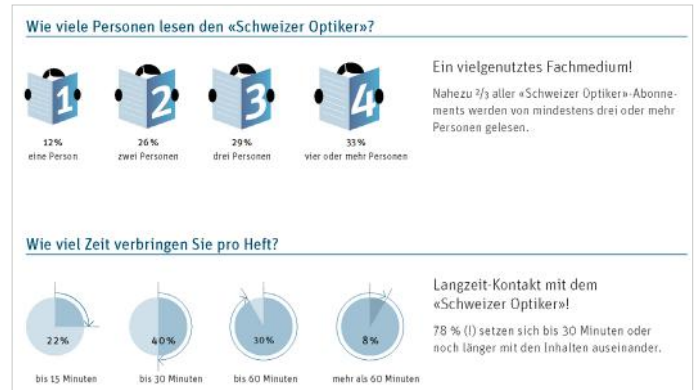 Wie viele Personen lesen den «Schweizer Optiker»?
1 2 3 4
12% 26% 29% 33%
eine Person zwei Personen drei Personen vier oder mehr Personen
Ein vielgenutztes Fachmedium!
Nahezu 2/3 aller «Schweizer Optiker»-Abonne-
ments werden von mindestens drei oder mehr
Personen gelesen.
Wie viel Zeit verbringen Sie pro Heft?
22% 40% 30% 8%
bis 15 Minuten bis 30 Minuten bis 60 Minuten mehr als 60 Minuten
Langzeit-Kontakt mit dem
«Schweizer Optiker»!
78 % (!) setzen sich bis 30 Minuten oder
noch länger mit den Inhalten auseinander.